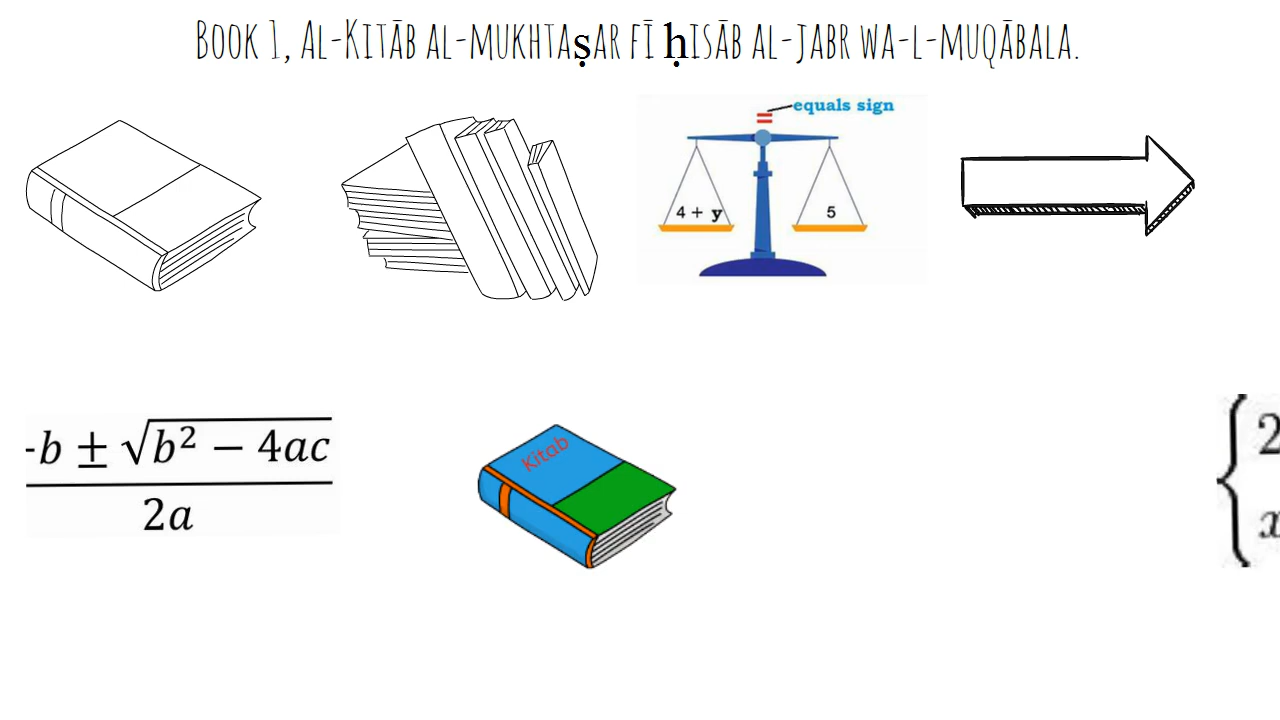 Book 1, Al-Kitāb al-mukhtaṣar fī ḥisāb al-jabr wa-l-muqābala.
equals sign
=
4 + y
5
-b ± √b² − 4ac
2a
Kitab
{ 2
x